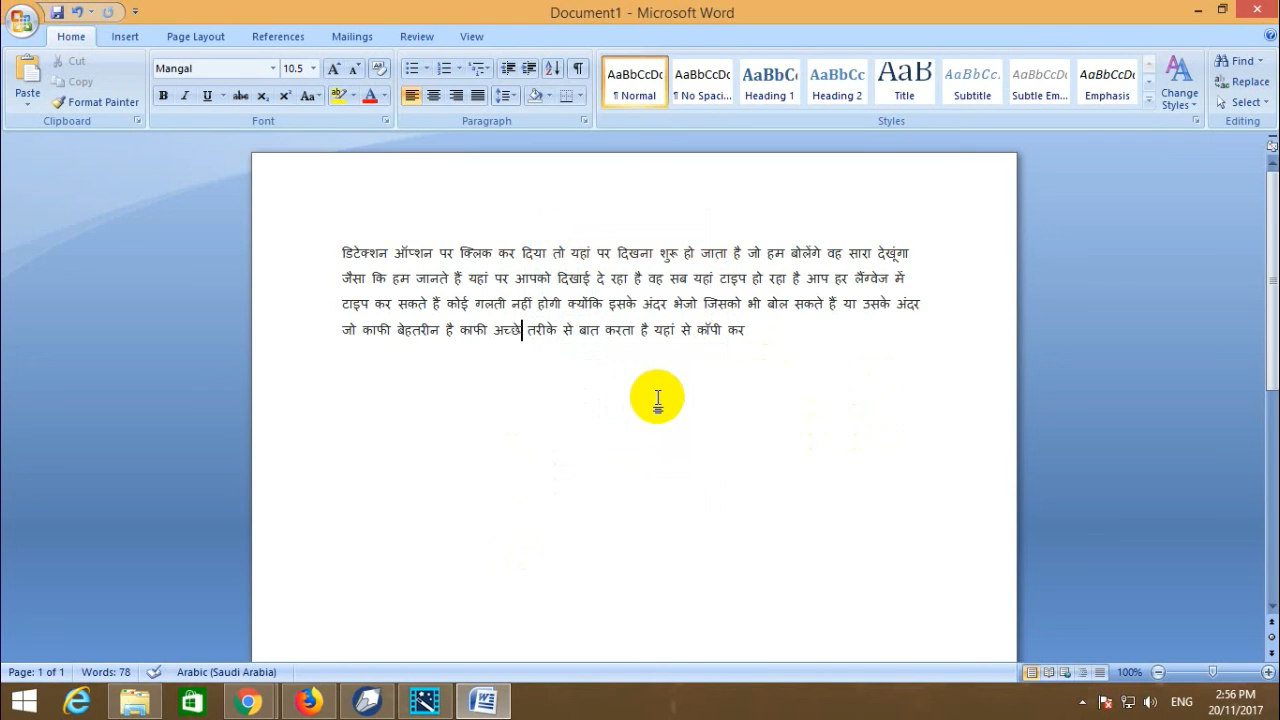 Document1 - Microsoft Word
Home Insert Page Layout References Mailings Review View
Paste
Cut
Copy
Format Painter
Clipboard
Mangal 10.5
Font
Paragraph
AaBbCcDc AaBbCcDc AaBbCc AaBbCc AaB AaBbCc. AaBbCcDc AaBbCcDc
¶ Normal ¶ No Spaci... Heading 1 Heading 2 Title Subtitle Subtle Em... Emphasis
Change Styles
Styles
Find
Replace
Select
Editing
डिटेक्शन ऑप्शन पर क्लिक कर दिया तो यहां पर दिखना शुरू हो जाता है जो हम बोलेंगे वह सारा देखूंगा
जैसा कि हम जानते हैं यहां पर आपको दिखाई दे रहा है वह सब यहां टाइप हो रहा है आप हर लैंग्वेज में
टाइप कर सकते हैं कोई गलती नहीं होगी क्योंकि इसके अंदर भेजो जिसको भी बोल सकते हैं या उसके अंदर
जो काफी बेहतरीन है काफी अच्छे तरीके से बात करता है यहां से कॉपी कर
Page: 1 of 1 Words: 78 Arabic (Saudi Arabia) 100%
ENG
2:56 PM
20/11/2017